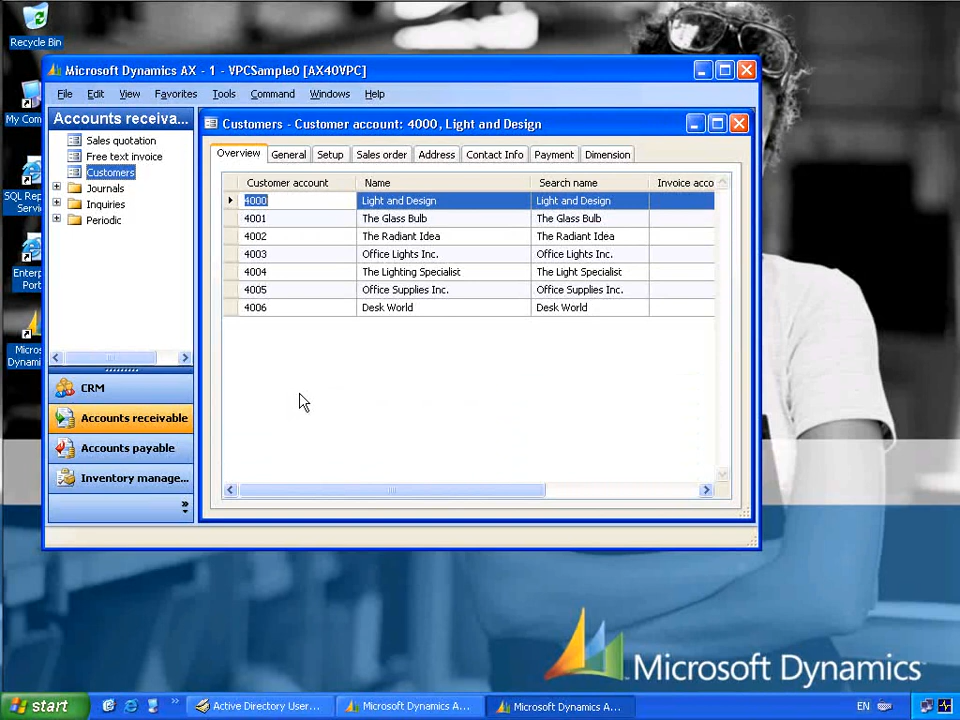 Recycle Bin
My Com
SQL Rep
Servi
Enterp
Port
Micros
Dynami
Microsoft Dynamics AX - 1 - VPCSample0 [AX40VPC]
File Edit View Favorites Tools Command Windows Help
Accounts receiva...
Sales quotation
Free text invoice
Customers
Journals
Inquiries
Periodic
CRM
Accounts receivable
Accounts payable
Inventory manage...
Customers - Customer account: 4000, Light and Design
Overview General Setup Sales order Address Contact Info Payment Dimension
Customer account Name Search name Invoice acco
4000 Light and Design Light and Design
4001 The Glass Bulb The Glass Bulb
4002 The Radiant Idea The Radiant Idea
4003 Office Lights Inc. Office Lights Inc.
4004 The Lighting Specialist The Light Specialist
4005 Office Supplies Inc. Office Supplies Inc.
4006 Desk World Desk World
Microsoft Dynamics
start Active Directory User... Microsoft Dynamics A... Microsoft Dynamics A... EN